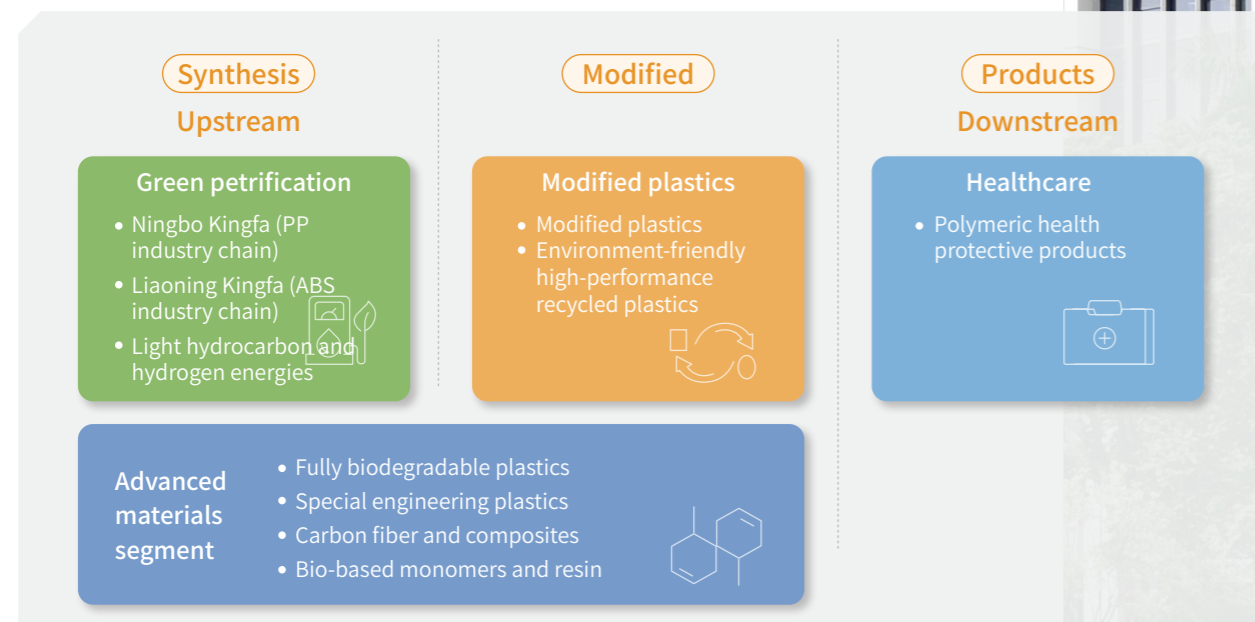 Synthesis
Upstream
Green petrification
• Ningbo Kingfa (PP
industry chain)
• Liaoning Kingfa (ABS
industry chain)
• Light hydrocarbon and
hydrogen energies
Modified
Modified plastics
• Modified plastics
• Environment-friendly
high-performance
recycled plastics
Products
Downstream
Healthcare
• Polymeric health
protective products
Advanced
materials
segment
• Fully biodegradable plastics
• Special engineering plastics
• Carbon fiber and composites
• Bio-based monomers and resin